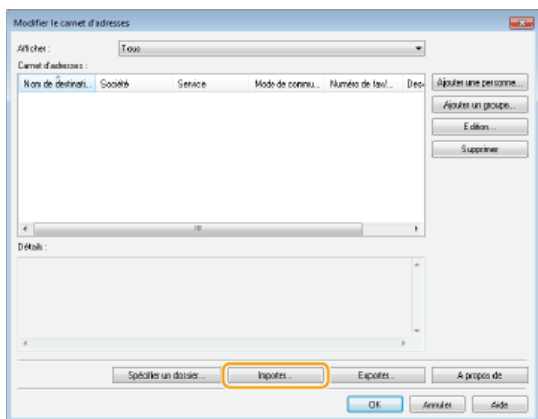 Modifier le carnet d'adresses
Afficher : Tous
Carnet d'adresses :
Nom de destinati... Société Service Mode de commu... Numéro de fax/... Des
Ajouter une personne...
Ajouter un groupe...
Edition...
Supprimer
Détails :
Spécifier un dossier... Importer... Exporter... A propos de
OK Annuler Aide